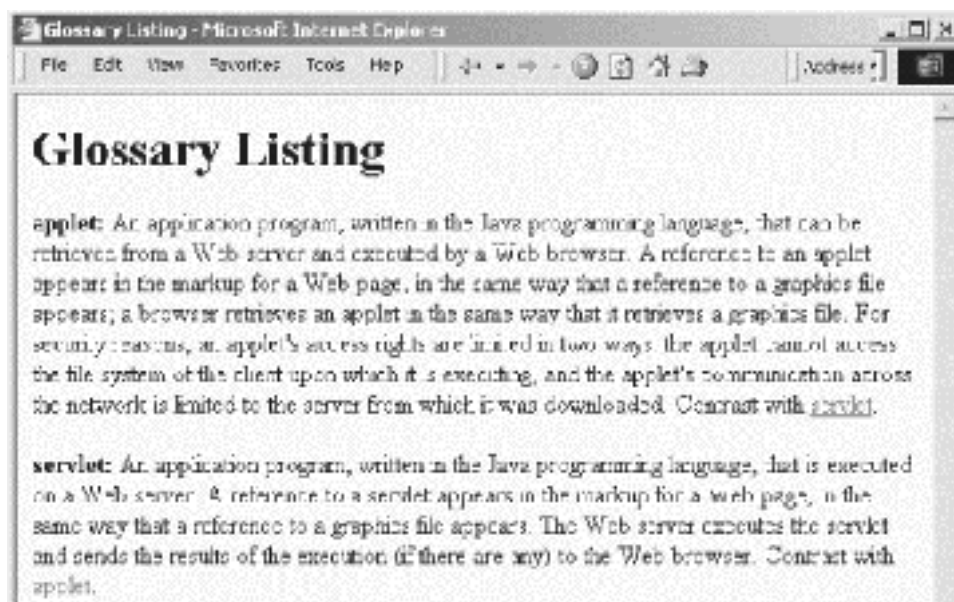 Glossary Listing - Microsoft Internet Explorer
File Edit View Favorites Tools Help Address
Glossary Listing
applet: An application program, written in the Java programming language, that can be
retrieved from a Web server and executed by a Web browser. A reference to an applet
appears in the markup for a Web page, in the same way that a reference to a graphics file
appears; a browser retrieves an applet in the same way that it retrieves a graphics file. For
security reasons, an applet's access rights are limited in two ways: the applet cannot access
the file system of the client upon which it is executing, and the applet's communication across
the network is limited to the server from which it was downloaded. Contrast with servlet.
servlet: An application program, written in the Java programming language, that is executed
on a Web server. A reference to a servlet appears in the markup for a Web page, in the
same way that a reference to a graphics file appears. The Web server executes the servlet
and sends the results of the execution (if there are any) to the Web browser. Contrast with
applet.